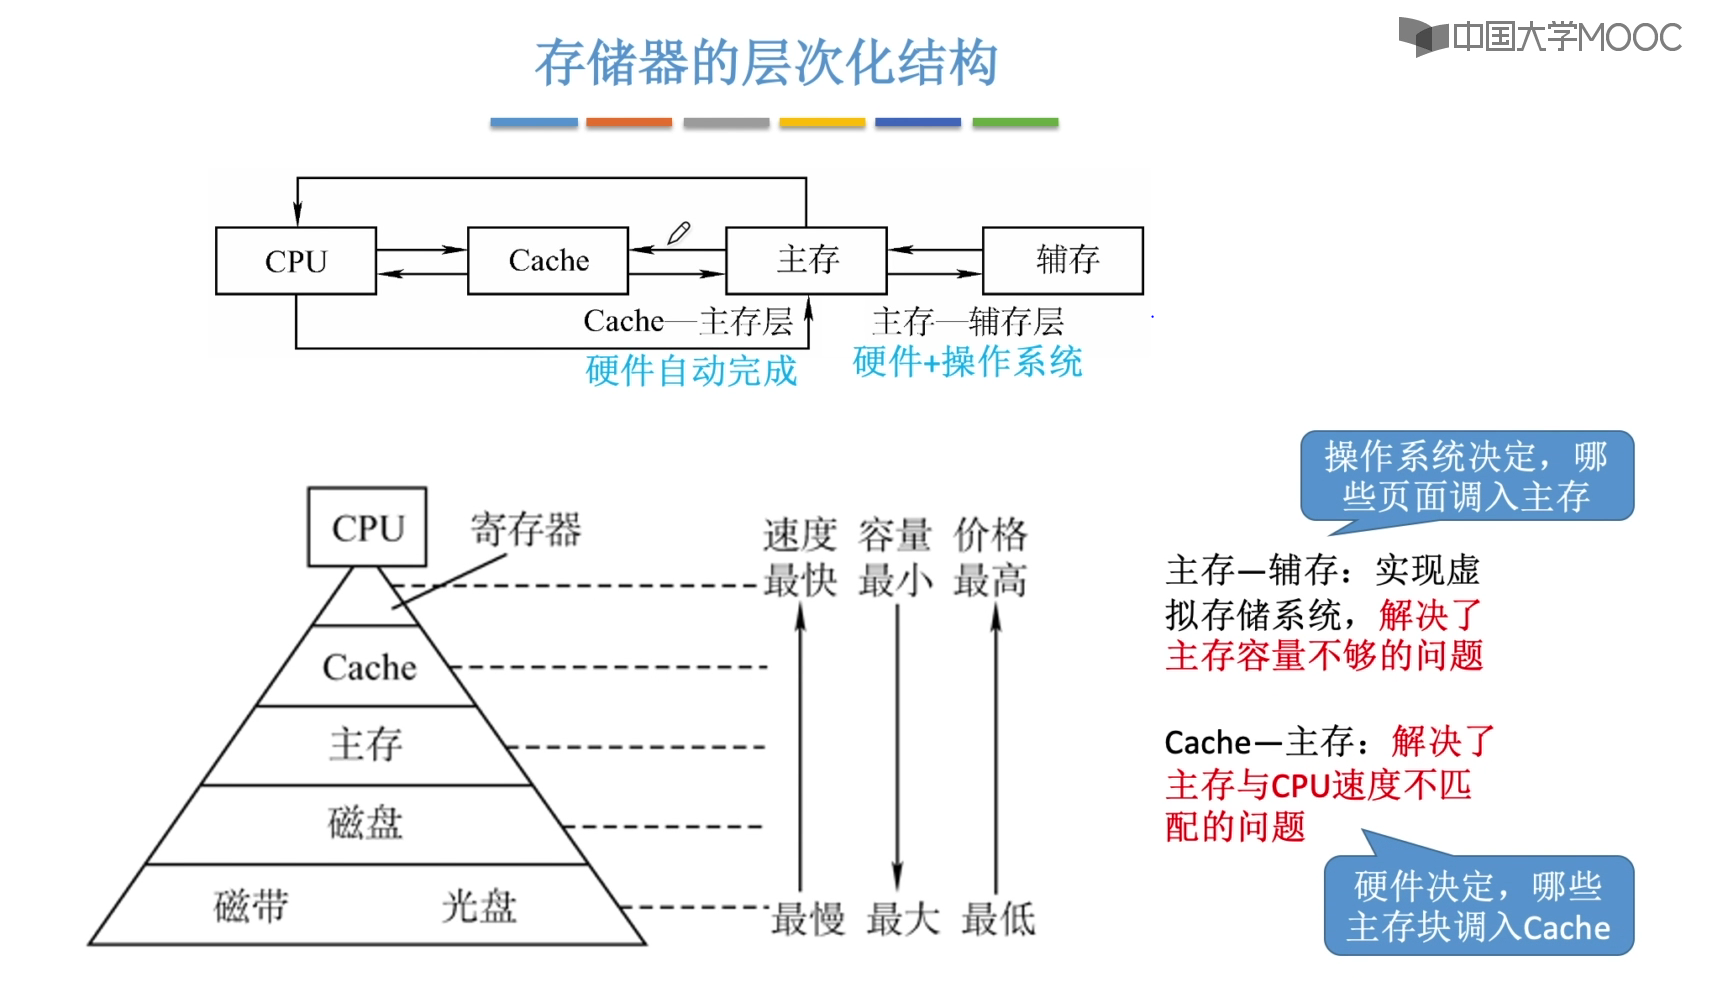 中国大学MOOC
存储器的层次化结构
CPU
Cache
主存
辅存
Cache—主存层
主存—辅存层
硬件自动完成
硬件+操作系统
CPU
寄存器
Cache
主存
磁盘
磁带
光盘
速度 容量 价格
最快 最小 最高
最慢 最大 最低
操作系统决定，哪
些页面调入主存
主存—辅存：实现虚
拟存储系统，解决了
主存容量不够的问题
Cache—主存：解决了
主存与CPU速度不匹
配的问题
硬件决定，哪些
主存块调入Cache